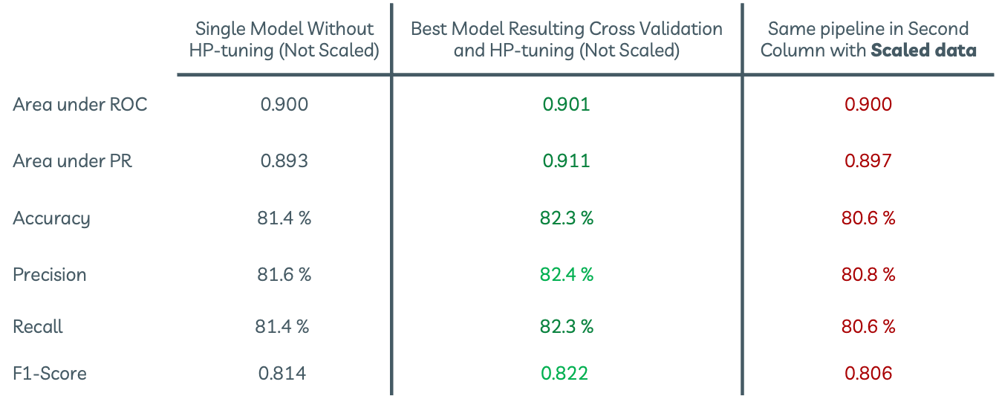 Single Model Without
HP-tuning (Not Scaled)
Best Model Resulting Cross Validation
and HP-tuning (Not Scaled)
Same pipeline in Second
Column with Scaled data
Area under ROC 0.900 0.901 0.900
Area under PR 0.893 0.911 0.897
Accuracy 81.4 % 82.3 % 80.6 %
Precision 81.6 % 82.4 % 80.8 %
Recall 81.4 % 82.3 % 80.6 %
F1-Score 0.814 0.822 0.806